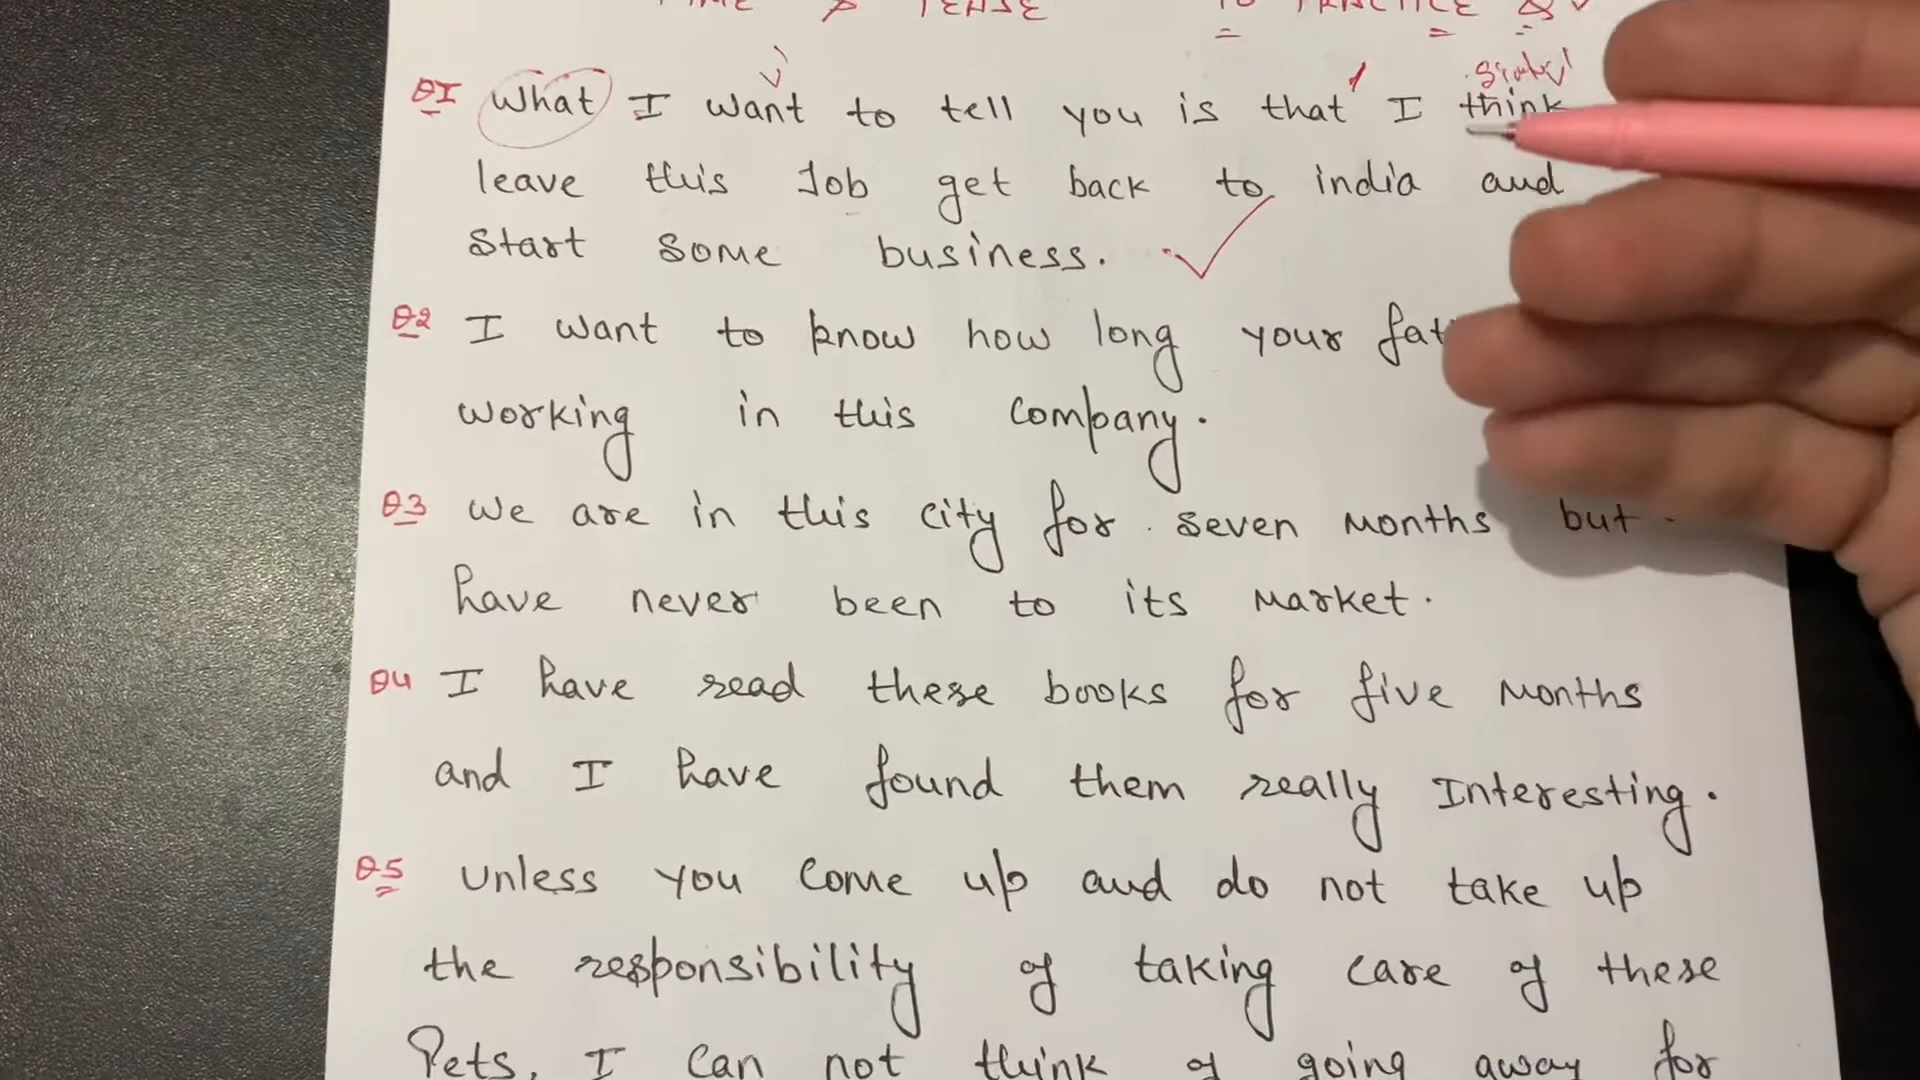 TIME TENSE TO PRACTICE
Q1 What I want to tell you is that I think
leave this Job get back to india and
Start some business.
Q2 I want to know how long your
working in this company.
Q3 We are in this city for seven months but
have never been to its market.
Q4 I have read these books for five months
and I have found them really Interesting.
Q5 Unless you come up and do not take up
the responsibility of taking care of these
Pets, I can not think of going away for